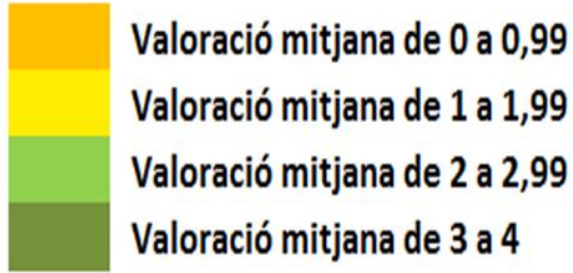 Valoració mitjana de 0 a 0,99
Valoració mitjana de 1 a 1,99
Valoració mitjana de 2 a 2,99
Valoració mitjana de 3 a 4